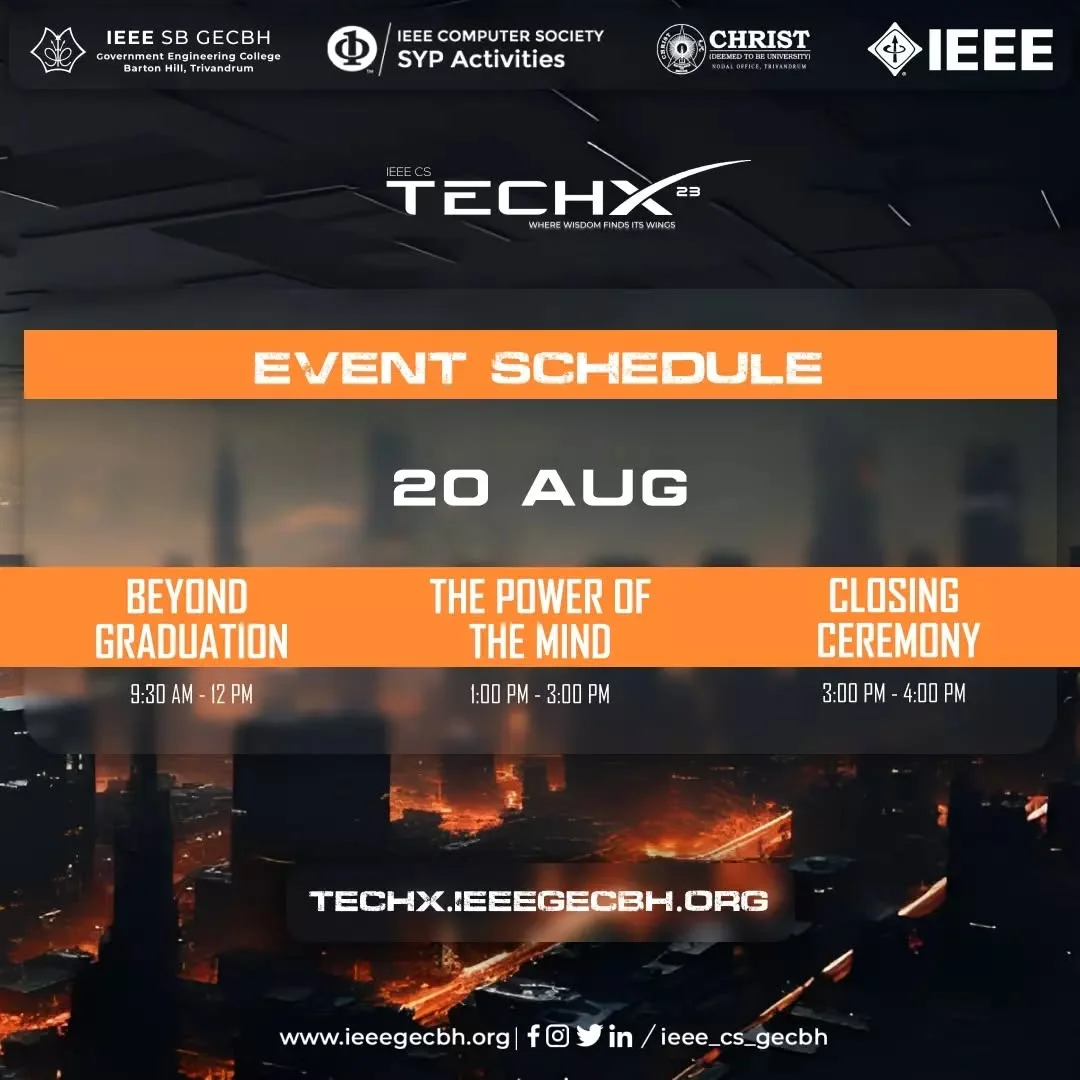 IEEE SB GECBH
Government Engineering College
Barton Hill, Trivandrum
IEEE COMPUTER SOCIETY
SYP Activities
CHRIST
(DEEMED TO BE UNIVERSITY)
NODAL OFFICE, TRIVANDRUM
IEEE
IEEE CS
TECHX 23
WHERE WISDOM FINDS ITS WINGS
EVENT SCHEDULE
20 AUG
BEYOND
GRADUATION
9:30 AM - 12 PM
THE POWER OF
THE MIND
1:00 PM - 3:00 PM
CLOSING
CEREMONY
3:00 PM - 4:00 PM
TECHX.IEEEGECBH.ORG
www.ieeegecbh.org| /ieee_cs_gecbh